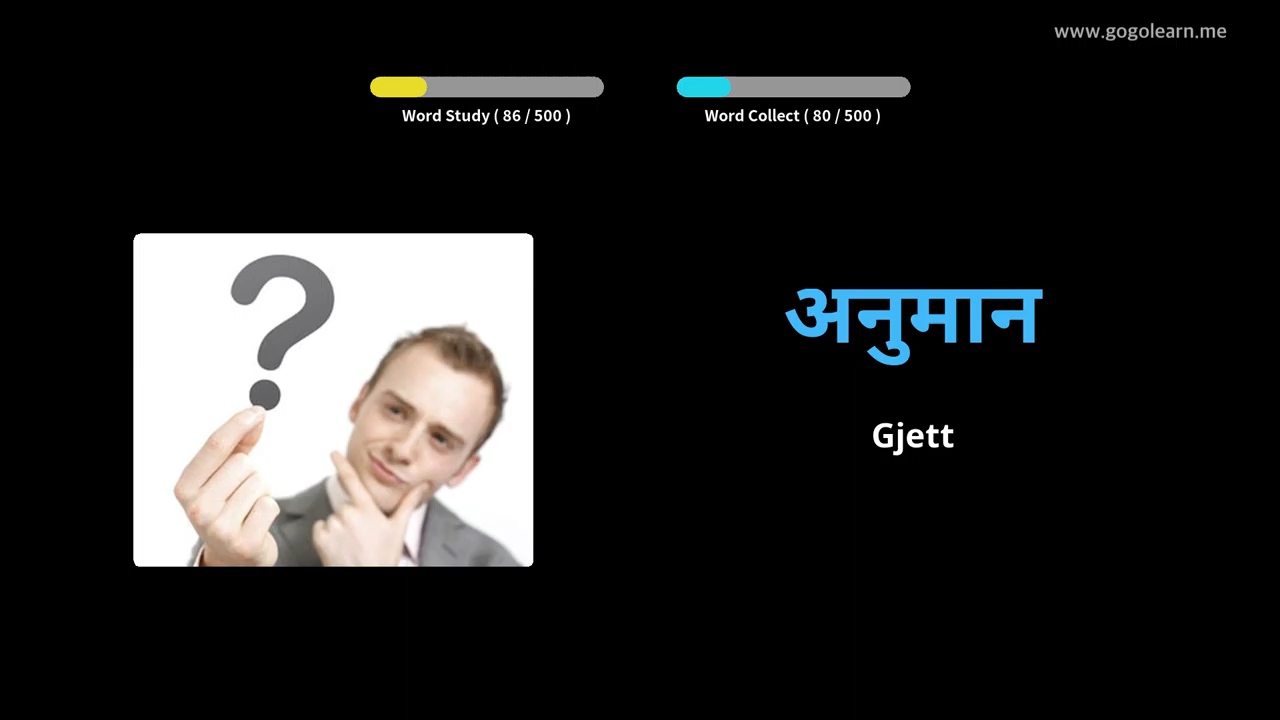 www.gogolearn.me
Word Study ( 86 / 500 )
Word Collect ( 80 / 500 )
?
अनुमान
Gjett